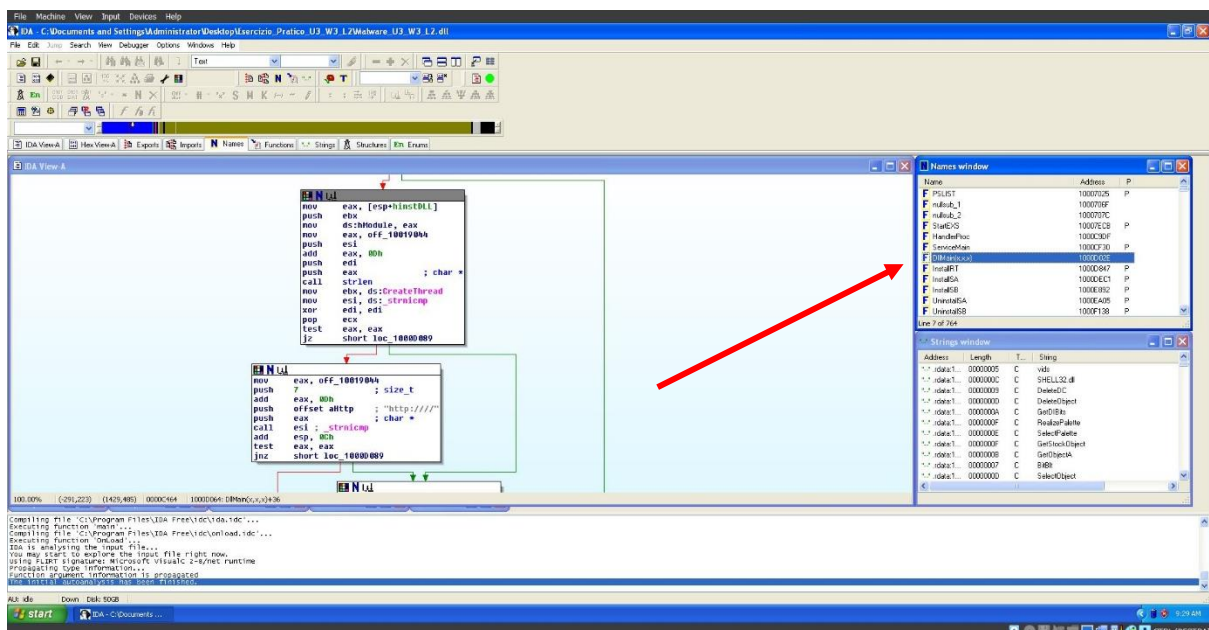 File Machine View Input Devices Help
IDA - C:\Documents and Settings\Administrator\Desktop\Esercizio_Pratico_U3_W3_L2\Malware_U3_W3_L2.dll
File Edit Jump Search View Debugger Options Windows Help
Text
IDA View-A Hex View-A Exports Imports N Names Functions Strings Structures En Enums
IDA View-A
mov eax, [esp+hinstDLL]
push ebx
mov ds:hModule, eax
mov eax, off_10019044
push esi
add eax, 0Dh
push edi
push eax ; char *
call strlen
mov ebx, ds:CreateThread
mov esi, ds:_strnicmp
xor edi, edi
pop ecx
test eax, eax
jz short loc_1000D089
mov eax, off_10019044
push 7 ; size_t
add eax, 0Dh
push offset aHttp ; "http:////"
push eax ; char *
call esi ; _strnicmp
add esp, 0Ch
test eax, eax
jnz short loc_1000D089
100.00% (-291,223) (1429,485) 0000C464 1000D064: DllMain(x,x,x)+36
Names window
Name Address P
F PSLIST 10007025 P
F nullsub_1 1000706F
F nullsub_2 1000707C
F StartEXS 10007ECB P
F HandlerProc 1000C9DF
F ServiceMain 1000CF30 P
F DllMain(x,x,x) 1000D02E
F InstallRT 1000D847 P
F InstallSA 1000DEC1 P
F InstallSB 1000E892 P
F UninstallSA 1000EA05 P
F UninstallSB 1000F138 P
Line 7 of 764
Strings window
Address Length T... String
.rdata:1... 00000005 C vids
.rdata:1... 0000000C C SHELL32.dll
.rdata:1... 00000009 C DeleteDC
.rdata:1... 0000000D C DeleteObject
.rdata:1... 0000000A C GetDIBits
.rdata:1... 0000000F C RealizePalette
.rdata:1... 0000000E C SelectPalette
.rdata:1... 0000000F C GetStockObject
.rdata:1... 0000000B C GetObjectA
.rdata:1... 00000007 C BitBlt
.rdata:1... 0000000D C SelectObject
Compiling file 'C:\Program Files\IDA Free\idc\ida.idc'...
Executing function 'main'...
Compiling file 'C:\Program Files\IDA Free\idc\onload.idc'...
Executing function 'OnLoad'...
IDA is analysing the input file...
You may start to explore the input file right now.
Using FLIRT signature: Microsoft VisualC 2-8/net runtime
Propagating type information...
Function argument information is propagated
The initial autoanalysis has been finished.
AU: idle Down Disk: 50GB
start IDA - C:\Documents ... 9:29 AM